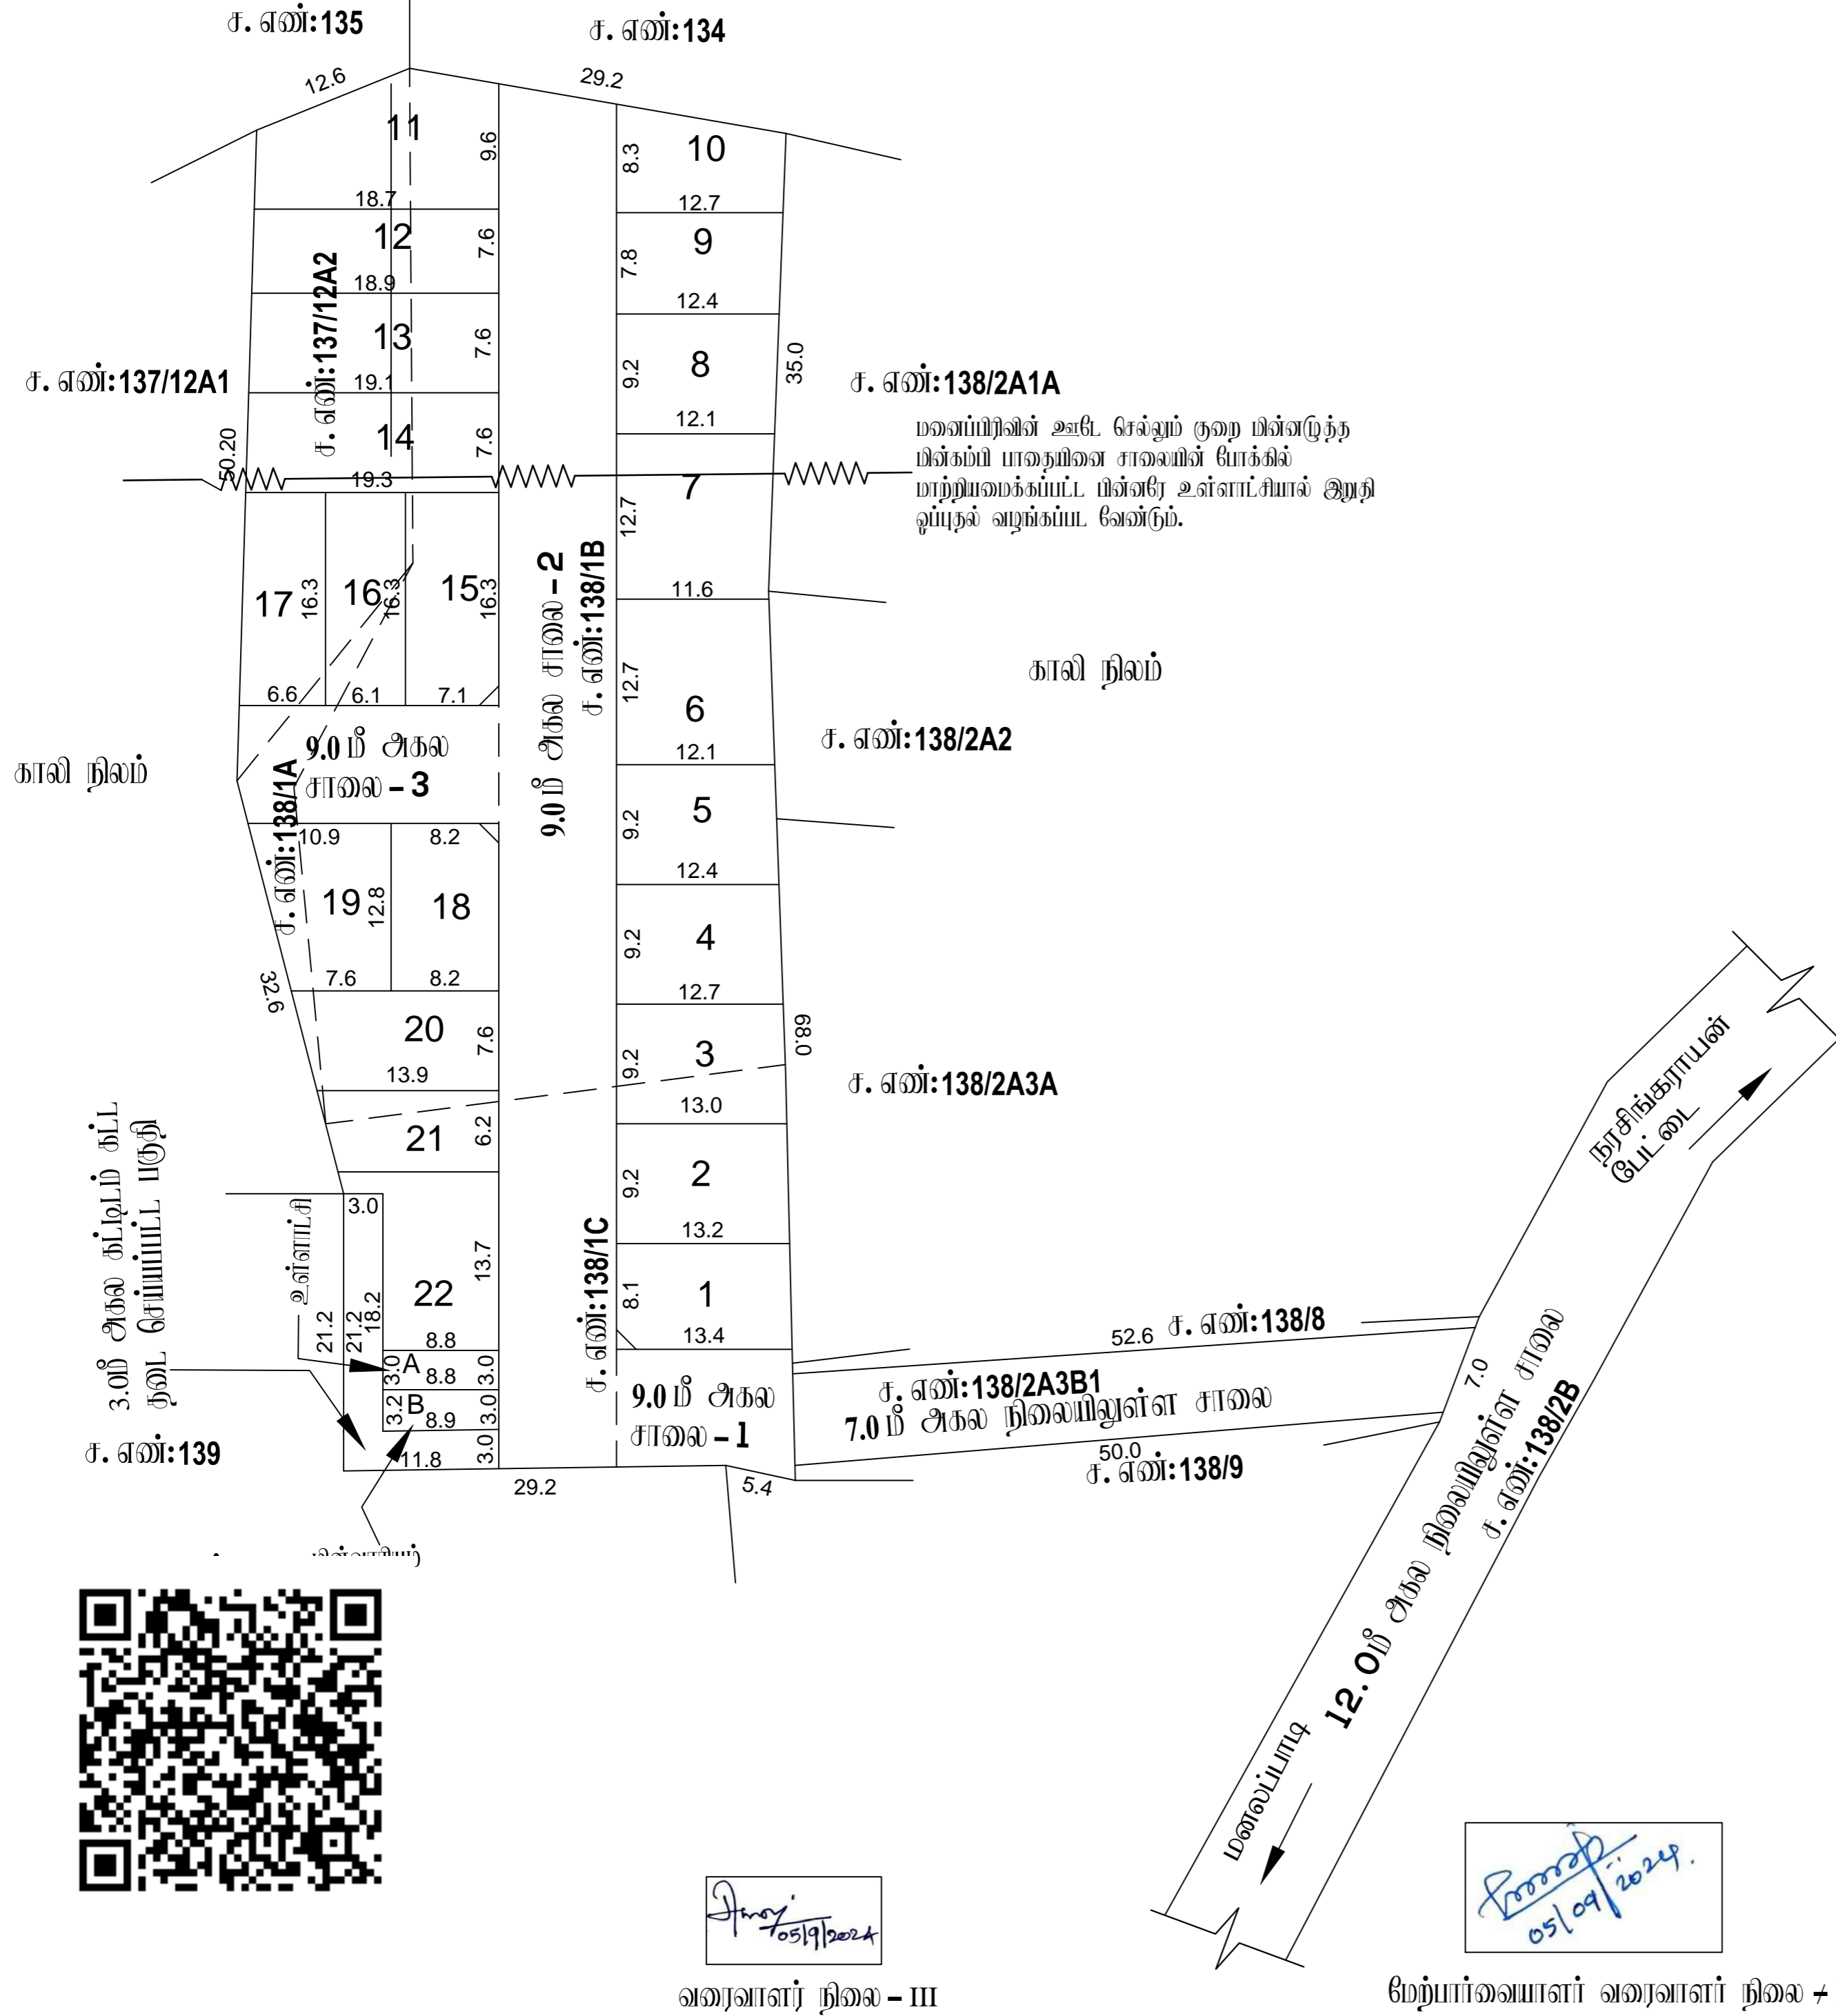 ச. எண்:135
ச. எண்:134
12.6
29.2
11
9.6
8.3
10
18.7
12.7
12
7.6
7.8
9
18.9
12.4
ச. எண்:137/12A2
13
7.6
9.2
8
35.0
ச. எண்:137/12A1
19.1
12.1
ச. எண்:138/2A1A
மனைப்பிரிவின் ஊடே செல்லும் குறை மின்னழுத்த
மின்கம்பி பாதையினை சாலையின் போக்கில்
மாற்றியமைக்கப்பட்ட பின்னரே உள்ளாட்சியால் இறுதி
ஒப்புதல் வழங்கப்பட வேண்டும்.
50.20
14
7.6
19.3
7
12.7
11.6
17
16.3
16
16.3
15
16.3
6.6
6.1
7.1
9.0 மீ அகல சாலை – 2
ச. எண்:138/1B
12.7
6
12.1
காலி நிலம்
ச. எண்:138/2A2
காலி நிலம்
9.0 மீ அகல
சாலை – 3
ச. எண்:138/1A
10.9
8.2
9.2
5
12.4
19
12.8
18
7.6
8.2
32.6
9.2
4
12.7
20
7.6
13.9
9.2
3
13.0
68.0
ச. எண்:138/2A3A
21
6.2
9.2
2
13.2
3.0மீ அகல கட்டிடம் கட்ட
தடை செய்யப்பட்ட பகுதி
உள்ளாட்சி
3.0
21.2
21.2
18.2
22
13.7
8.8
ச. எண்:138/1C
8.1
1
13.4
3.0
A
8.8
3.0
3.2
B
8.9
3.0
11.8
3.0
ச. எண்:139
9.0 மீ அகல
சாலை – 1
29.2
5.4
52.6
ச. எண்:138/8
ச. எண்:138/2A3B1
7.0 மீ அகல நிலையிலுள்ள சாலை
50.0
ச. எண்:138/9
7.0
நரசிங்கராயன்
பேட்டை
12.0மீ அகல நிலையிலுள்ள சாலை
ச. எண்:138/2B
மணலப்பாடி
மின்வாரியம்
05/9/2024
வரைவாளர் நிலை – III
05/09/2024.
மேற்பார்வையாளர் வரைவாளர் நிலை –